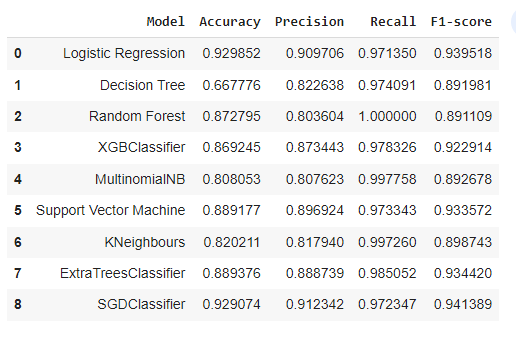 Model Accuracy Precision Recall F1-score
0 Logistic Regression 0.929852 0.909706 0.971350 0.939518
1 Decision Tree 0.667776 0.822638 0.974091 0.891981
2 Random Forest 0.872795 0.803604 1.000000 0.891109
3 XGBClassifier 0.869245 0.873443 0.978326 0.922914
4 MultinomialNB 0.808053 0.807623 0.997758 0.892678
5 Support Vector Machine 0.889177 0.896924 0.973343 0.933572
6 KNeighbours 0.820211 0.817940 0.997260 0.898743
7 ExtraTreesClassifier 0.889376 0.888739 0.985052 0.934420
8 SGDClassifier 0.929074 0.912342 0.972347 0.941389